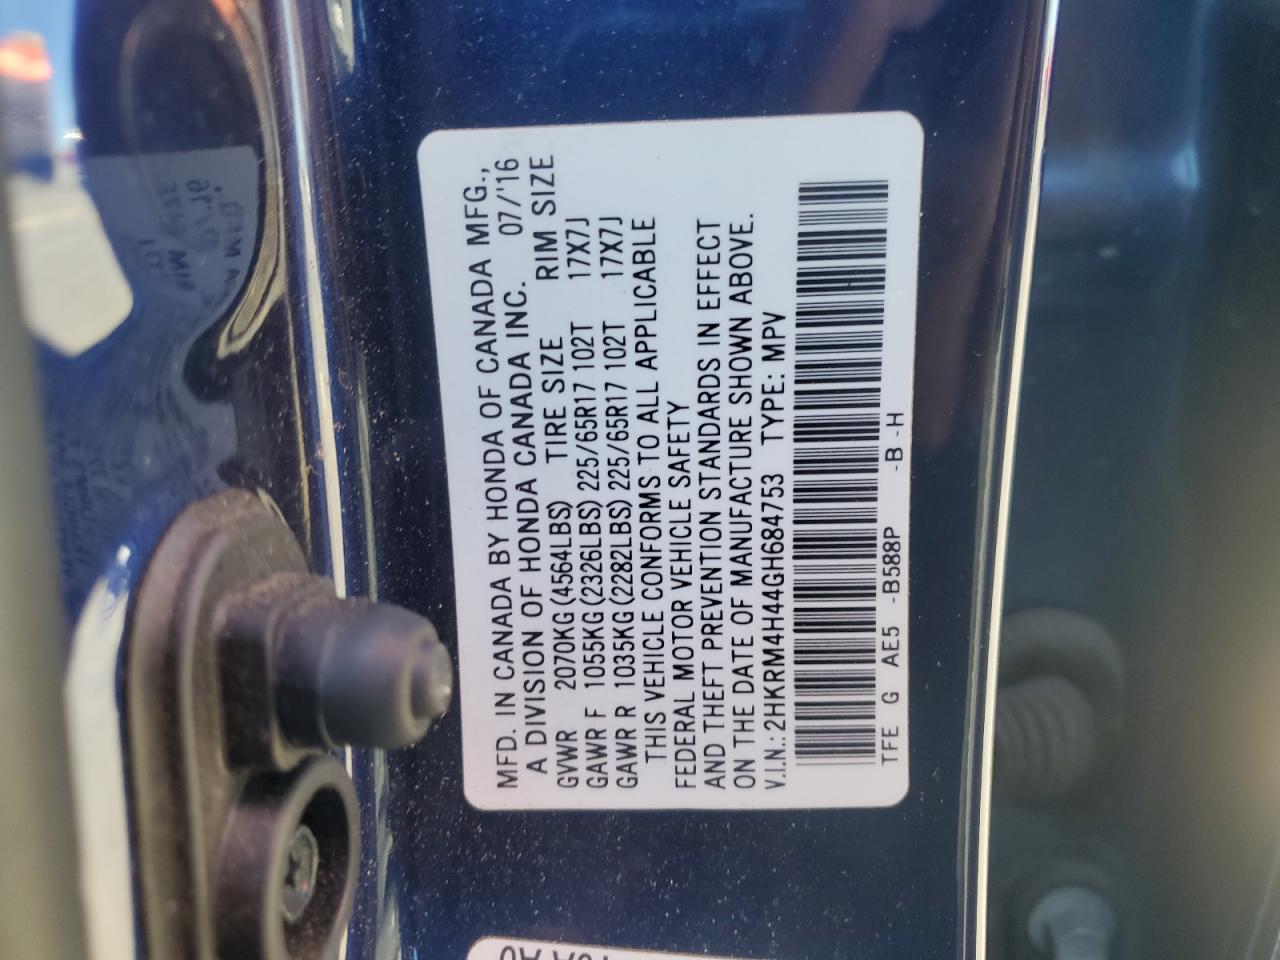 MFD. IN CANADA BY HONDA OF CANADA MFG.,
A DIVISION OF HONDA CANADA INC. 07/'16
GVWR 2070KG (4564LBS) TIRE SIZE RIM SIZE
GAWR F 1055KG (2326LBS) 225/65R17 102T 17X7J
GAWR R 1035KG (2282LBS) 225/65R17 102T 17X7J
THIS VEHICLE CONFORMS TO ALL APPLICABLE
FEDERAL MOTOR VEHICLE SAFETY
AND THEFT PREVENTION STANDARDS IN EFFECT
ON THE DATE OF MANUFACTURE SHOWN ABOVE.
V.I.N.: 2HKRM4H44GH684753 TYPE: MPV
TFE G AE5 -B588P -B -H